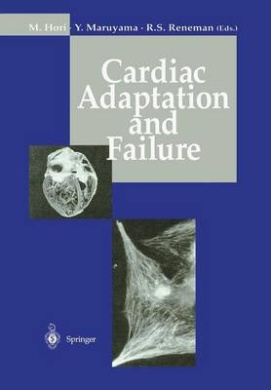 M. Hori · Y. Maruyama · R.S. Reneman (Eds.)
Cardiac
Adaptation
and
Failure
Springer